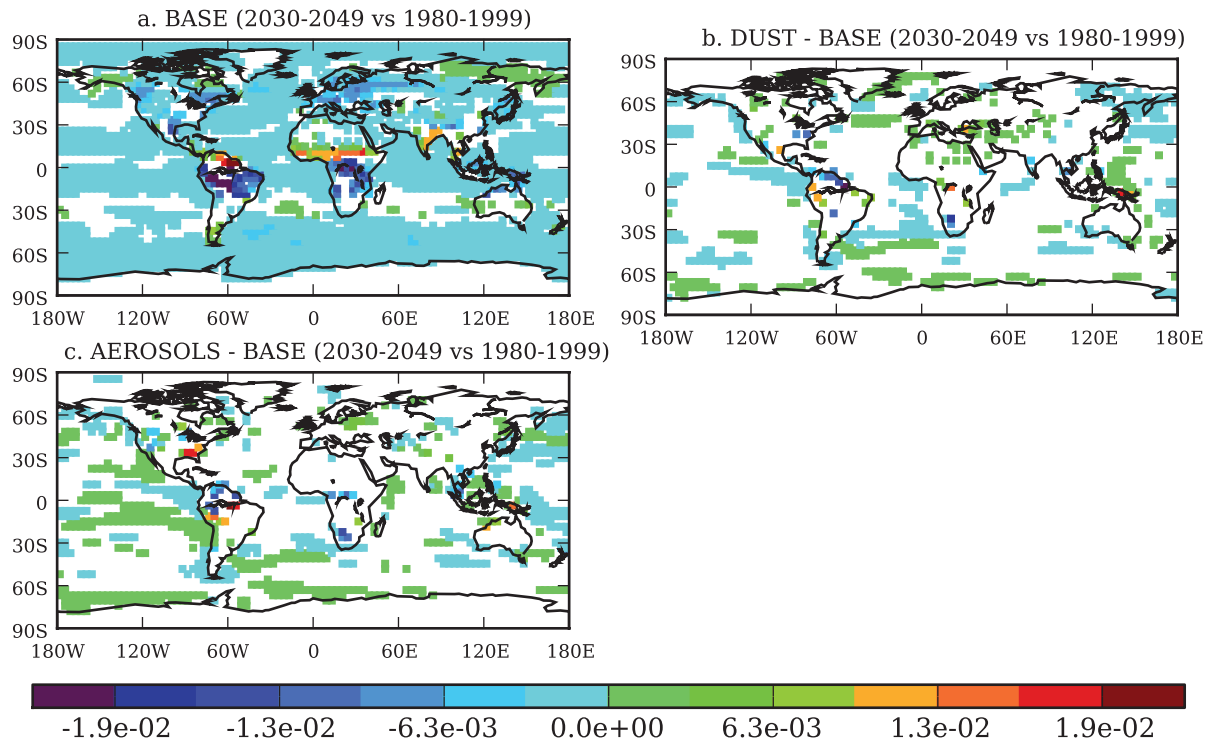 a. BASE (2030-2049 vs 1980-1999)
90S
60S
30S
0
30S
60S
90S
180W 120W 60W 0 60E 120E 180E
b. DUST - BASE (2030-2049 vs 1980-1999)
90S
60S
30S
0
30S
60S
90S
180W 120W 60W 0 60E 120E 180E
c. AEROSOLS - BASE (2030-2049 vs 1980-1999)
90S
60S
30S
0
30S
60S
90S
180W 120W 60W 0 60E 120E 180E
-1.9e-02 -1.3e-02 -6.3e-03 0.0e+00 6.3e-03 1.3e-02 1.9e-02